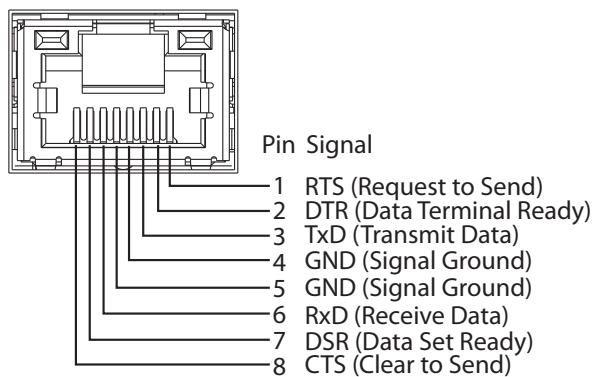 Pin Signal
1 RTS (Request to Send)
2 DTR (Data Terminal Ready)
3 TxD (Transmit Data)
4 GND (Signal Ground)
5 GND (Signal Ground)
6 RxD (Receive Data)
7 DSR (Data Set Ready)
8 CTS (Clear to Send)